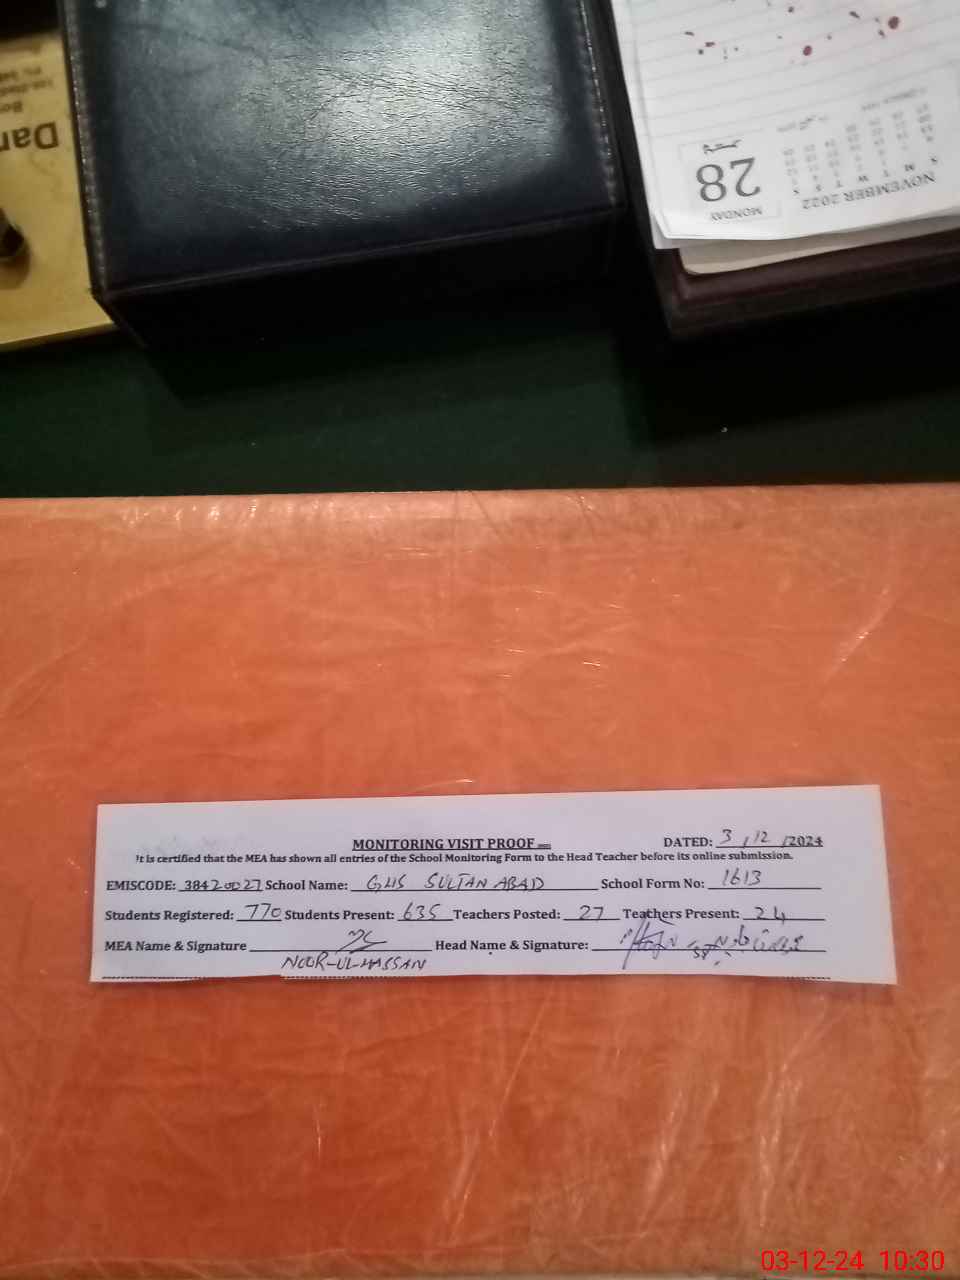 Dar
MONDAY
28
NOVEMBER 2022
S M T W T F S
MONITORING VISIT PROOF
DATED: 3/12/2024
It is certified that the MEA has shown all entries of the School Monitoring Form to the Head Teacher before its online submission.
EMISCODE: 38420027 School Name: GHS SULTAN ABAD School Form No: 1613
Students Registered: 770 Students Present: 635 Teachers Posted: 27 Teachers Present: 24
MEA Name & Signature Head Name & Signature:
NOOR-UL-HASSAN
03-12-24 10:30